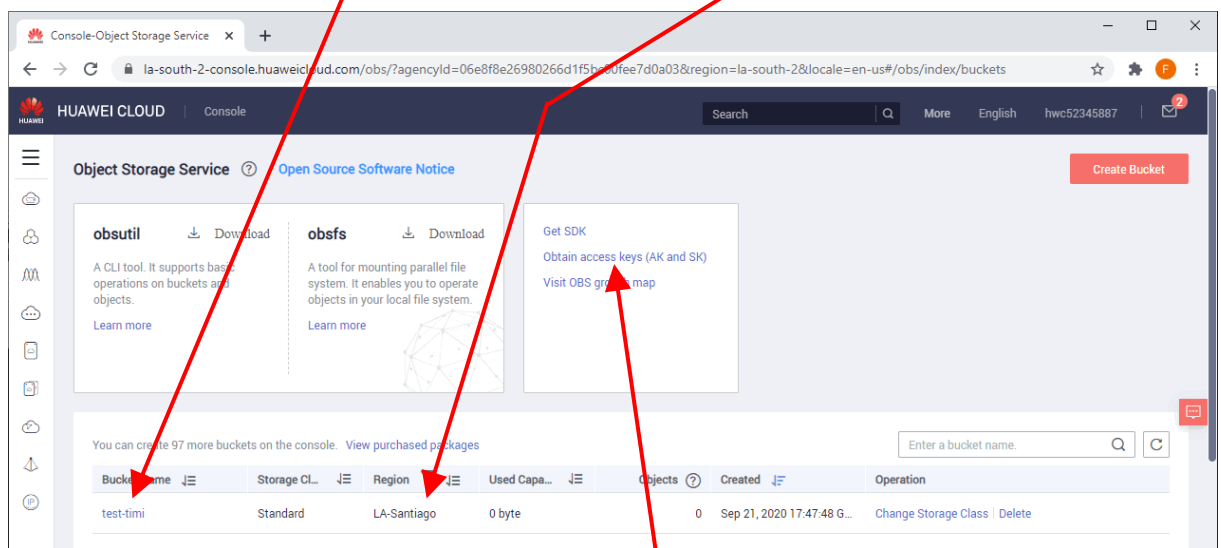 Console-Object Storage Service × +
la-south-2-console.huaweicloud.com/obs/?agencyId=06e8f8e26980266d1f5bc00fee7d0a03&region=la-south-2&locale=en-us#/obs/index/buckets F
HUAWEI HUAWEI CLOUD | Console Search More English hwc52345887 | 2
Object Storage Service ? Open Source Software Notice Create Bucket
obsutil Download
A CLI tool. It supports basic
operations on buckets and
objects.
Learn more
obsfs Download
A tool for mounting parallel file
system. It enables you to operate
objects in your local file system.
Learn more
Get SDK
Obtain access keys (AK and SK)
Visit OBS growth map
You can create 97 more buckets on the console. View purchased packages Enter a bucket name. C
Bucket Name Storage Cl... Region Used Capa... Objects ? Created Operation
test-timi Standard LA-Santiago 0 byte 0 Sep 21, 2020 17:47:48 G... Change Storage Class | Delete
IP